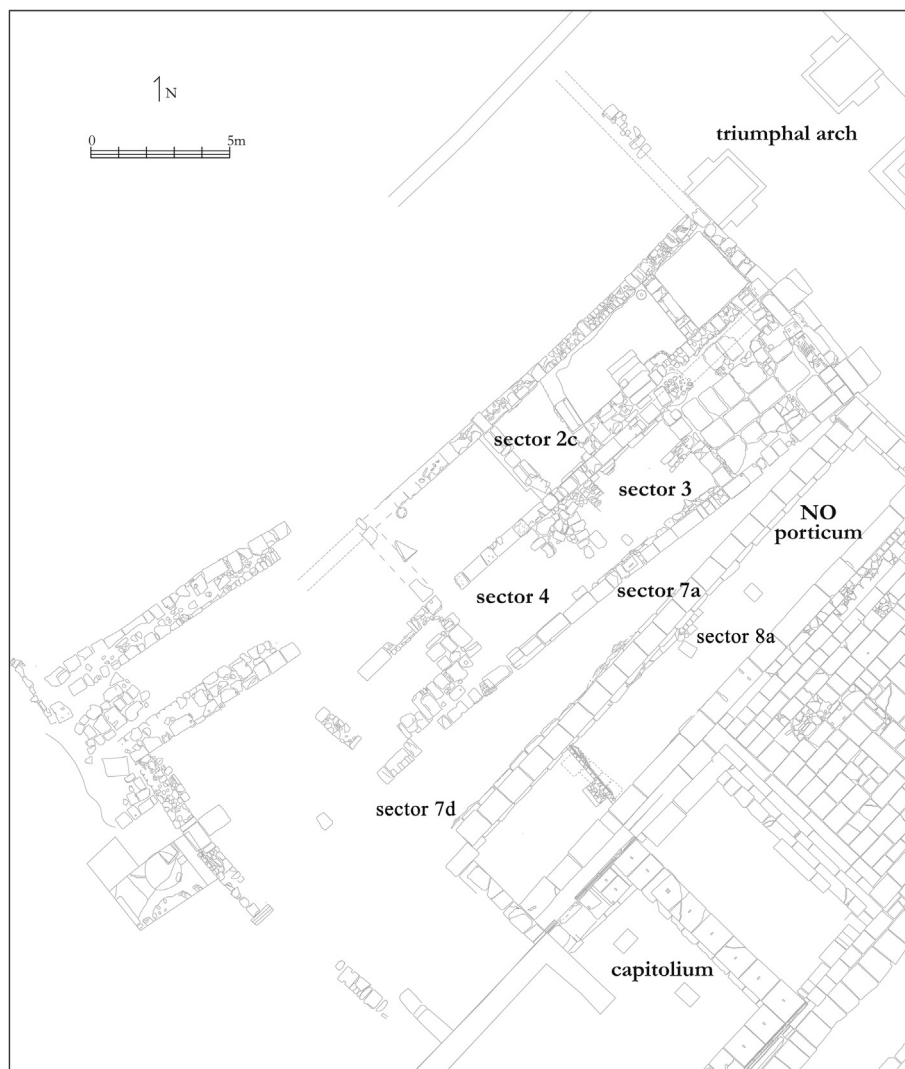 N
0 5m
triumphal arch
sector 2c
sector 3
NO
porticum
sector 7a
sector 4
sector 8a
sector 7d
capitolium